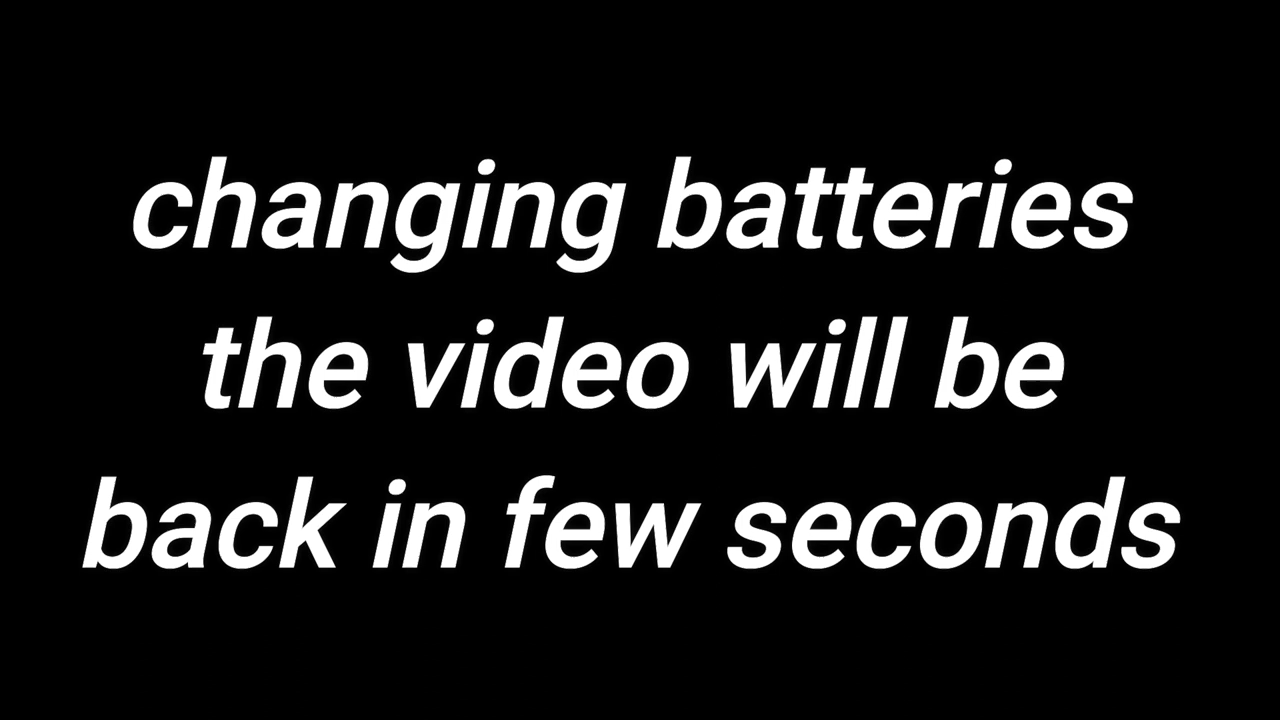 changing batteries
the video will be
back in few seconds